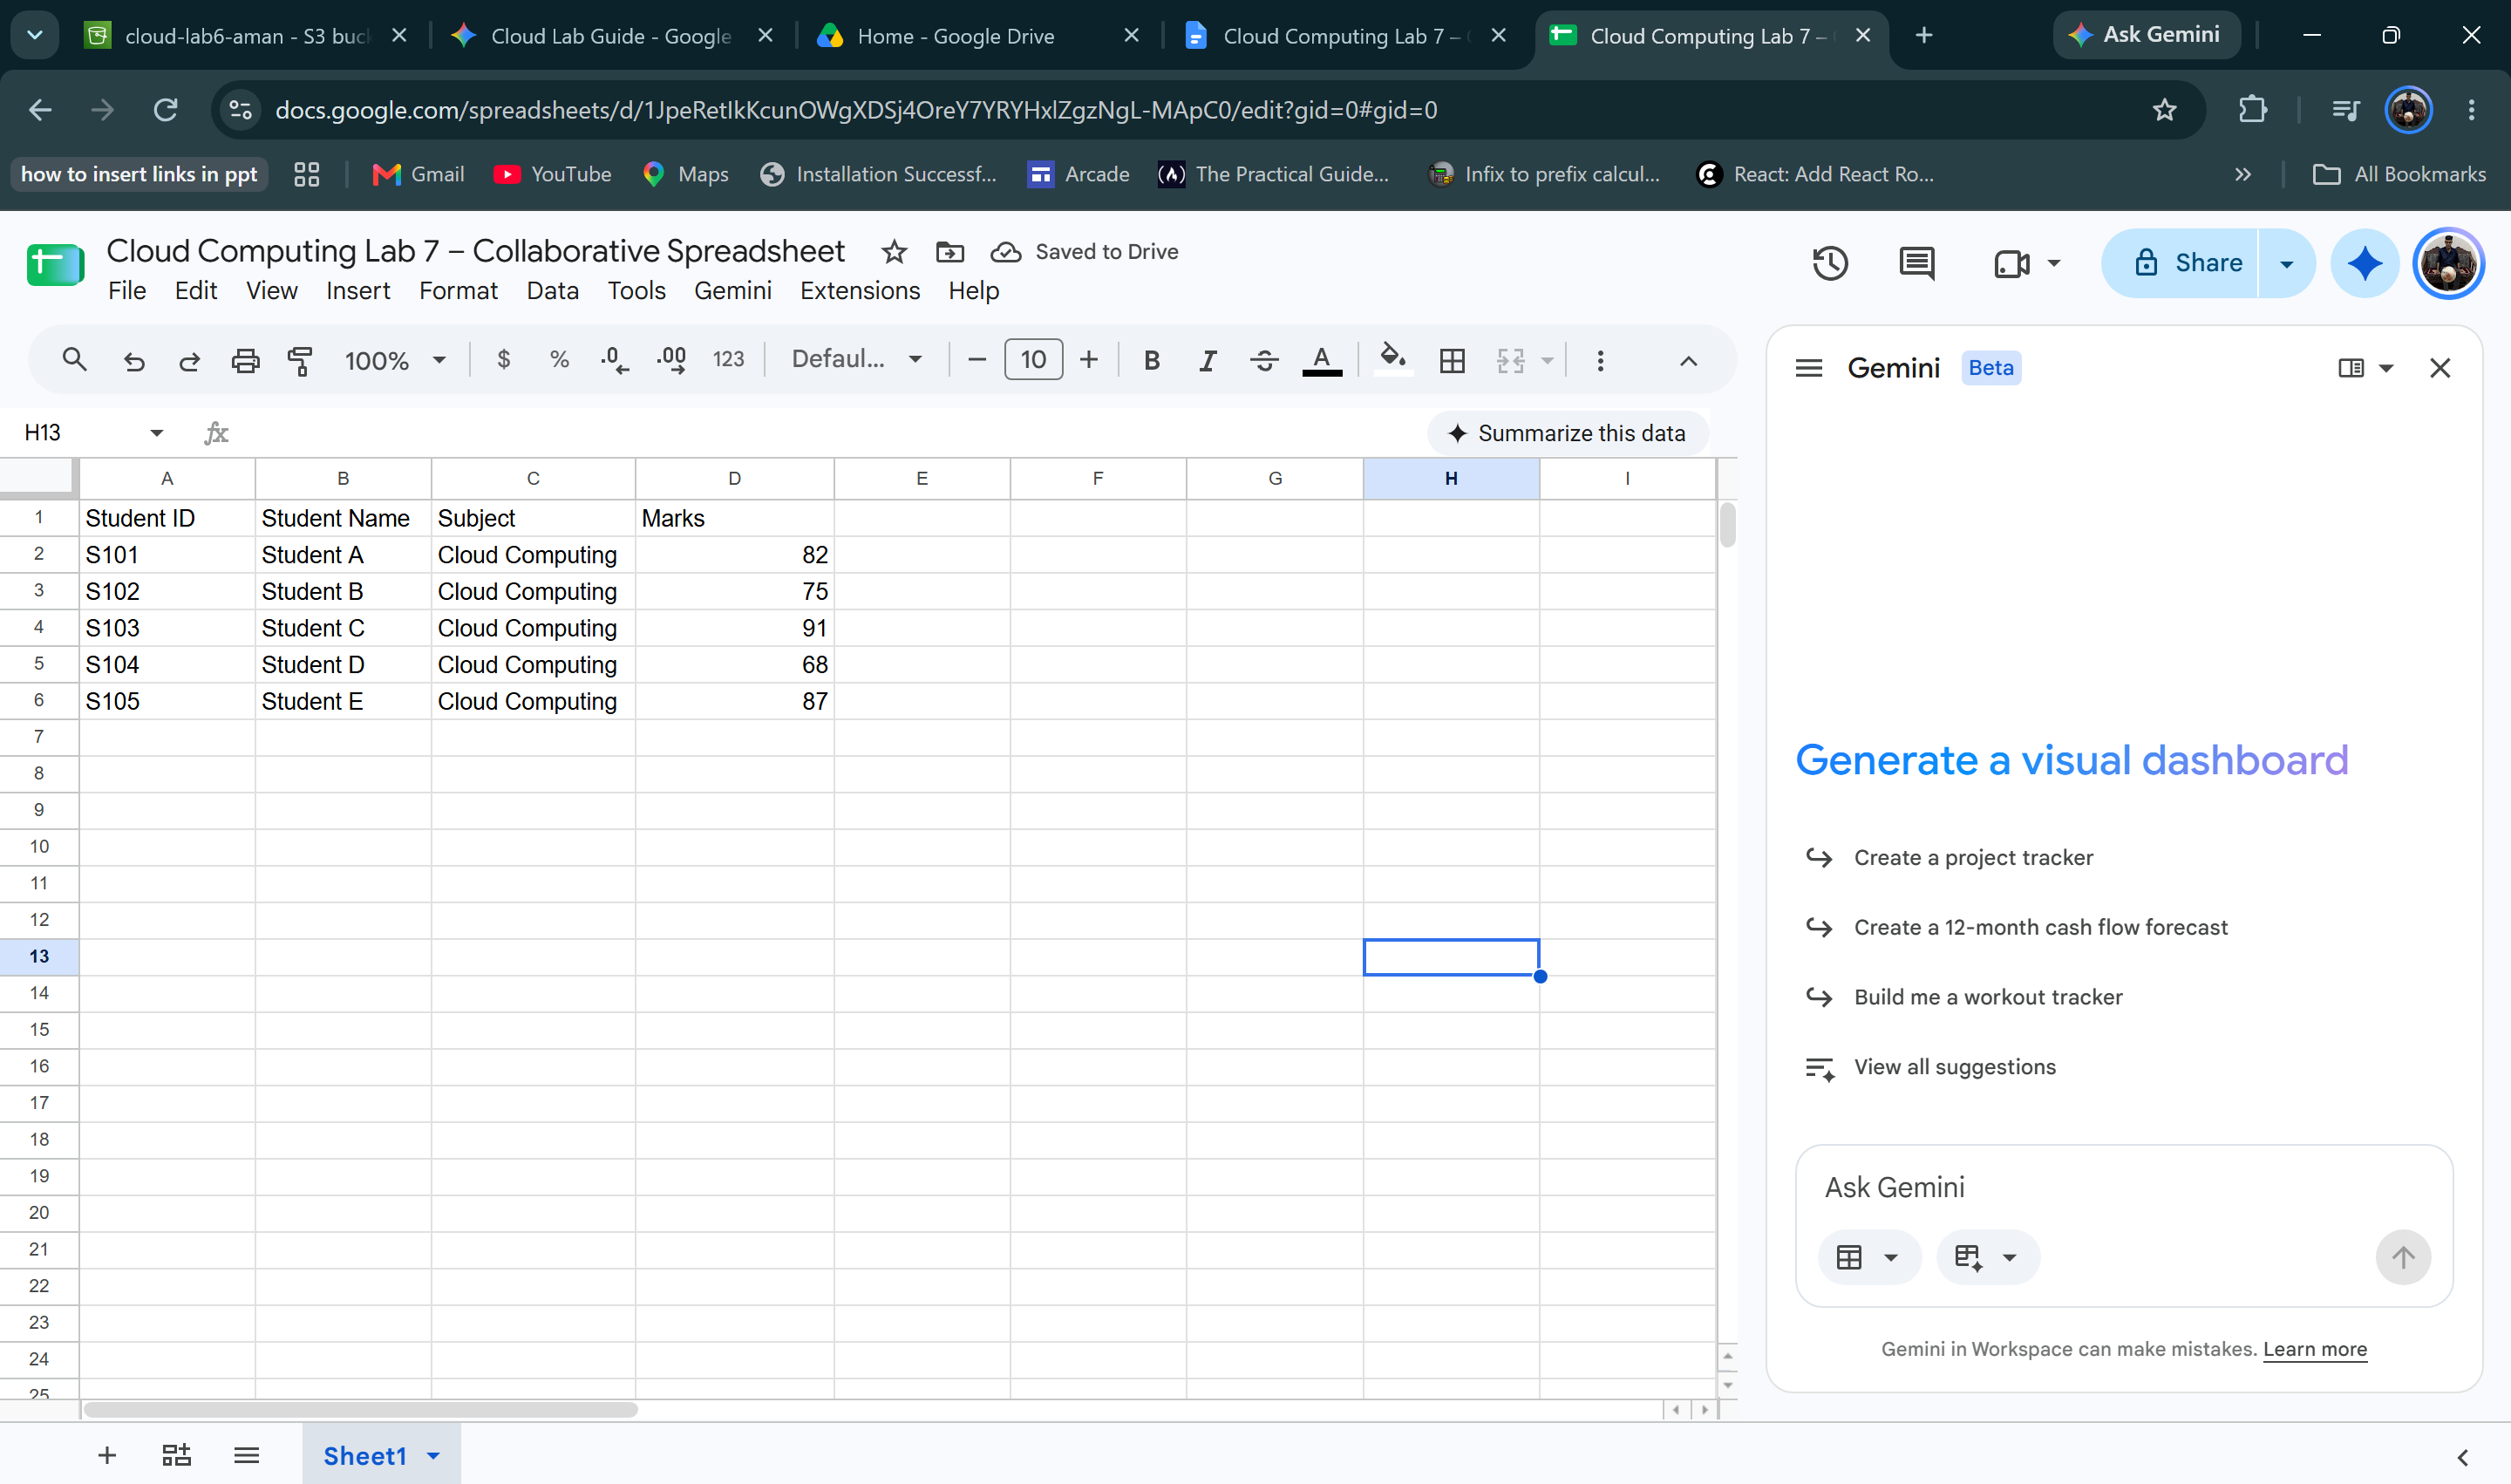 cloud-lab6-aman - S3 buc
Cloud Lab Guide - Google
Home - Google Drive
Cloud Computing Lab 7 –
Cloud Computing Lab 7 –
Ask Gemini
docs.google.com/spreadsheets/d/1JpeRetIkKcunOWgXDSj4OreY7YRYHxlZgzNgL-MApC0/edit?gid=0#gid=0
how to insert links in ppt
Gmail
YouTube
Maps
Installation Successf...
Arcade
The Practical Guide...
Infix to prefix calcul...
React: Add React Ro...
All Bookmarks
Cloud Computing Lab 7 – Collaborative Spreadsheet
Saved to Drive
File Edit View Insert Format Data Tools Gemini Extensions Help
Share
100%
$ % .0 .00 123
Defaul...
10
B I S A
Gemini Beta
H13
fx
Summarize this data
A B C D E F G H I
1 Student ID Student Name Subject Marks
2 S101 Student A Cloud Computing 82
3 S102 Student B Cloud Computing 75
4 S103 Student C Cloud Computing 91
5 S104 Student D Cloud Computing 68
6 S105 Student E Cloud Computing 87
7
8
9
10
11
12
13
14
15
16
17
18
19
20
21
22
23
24
25
Generate a visual dashboard
Create a project tracker
Create a 12-month cash flow forecast
Build me a workout tracker
View all suggestions
Ask Gemini
Gemini in Workspace can make mistakes. Learn more
Sheet1